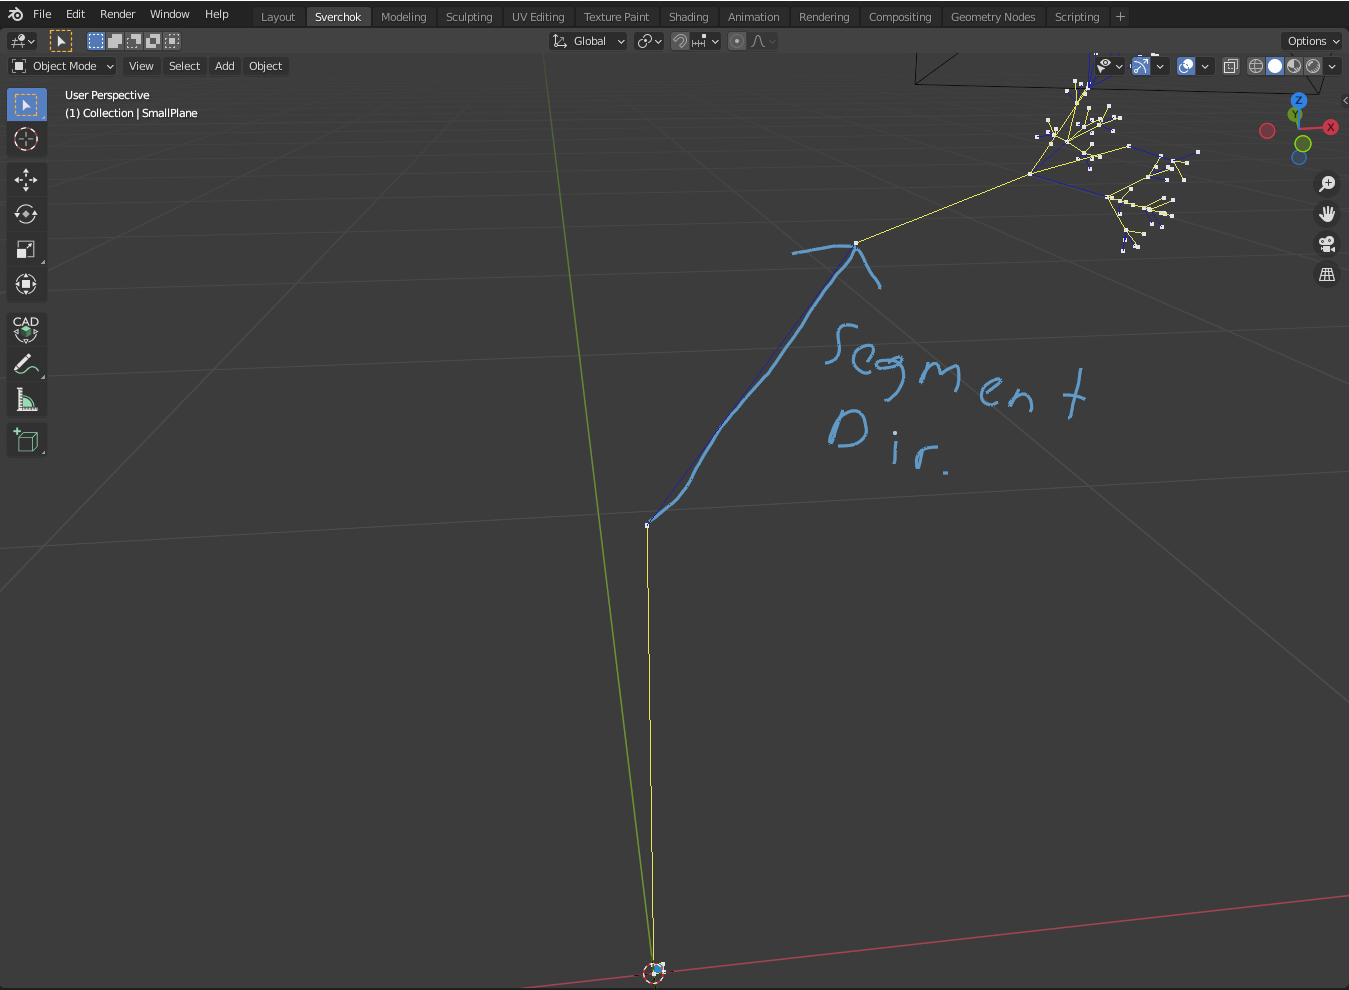 File Edit Render Window Help Layout Sverchok Modeling Sculpting UV Editing Texture Paint Shading Animation Rendering Compositing Geometry Nodes Scripting +
Global Options
Object Mode View Select Add Object
User Perspective
(1) Collection | SmallPlane
Z
Y
X
CAD
Segment
Dir.